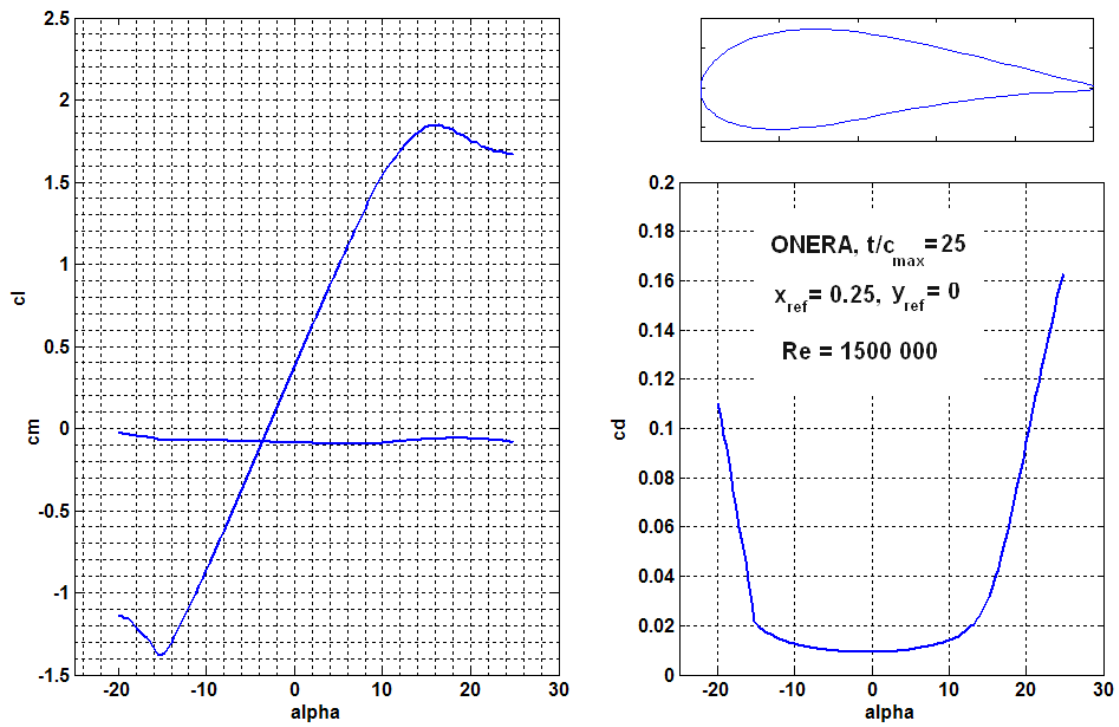 2.5
2
1.5
1
0.5
0
-0.5
-1
-1.5
cl
cm
-20 -10 0 10 20 30
alpha
0.2
0.18
0.16
0.14
0.12
0.1
0.08
0.06
0.04
0.02
0
cd
ONERA, t/c_max=25
x_ref= 0.25, y_ref= 0
Re = 1500 000
-20 -10 0 10 20 30
alpha